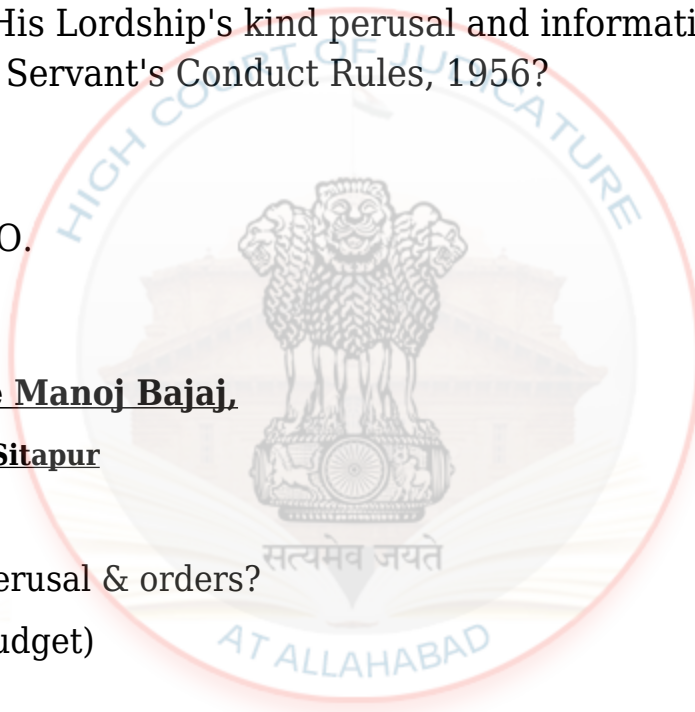 His Lordship's kind perusal and informati
Servant's Conduct Rules, 1956?
HIGH COURT OF JUDICATURE
O.
Manoj Bajaj,
Sitapur
सत्यमेव जयते
erusal & orders?
udget)
AT ALLAHABAD